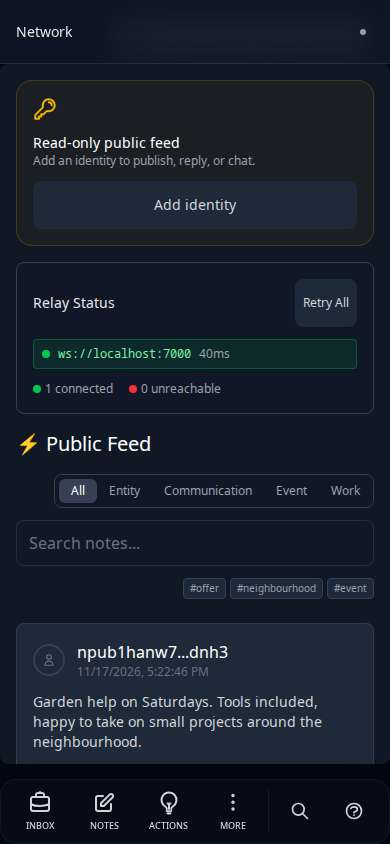 Network
Read-only public feed
Add an identity to publish, reply, or chat.
Add identity
Relay Status
Retry All
ws://localhost:7000 40ms
1 connected 0 unreachable
⚡ Public Feed
All Entity Communication Event Work
Search notes...
#offer #neighbourhood #event
npub1hanw7...dnh3
11/17/2026, 5:22:46 PM
Garden help on Saturdays. Tools included,
happy to take on small projects around the
neighbourhood.
INBOX NOTES ACTIONS MORE